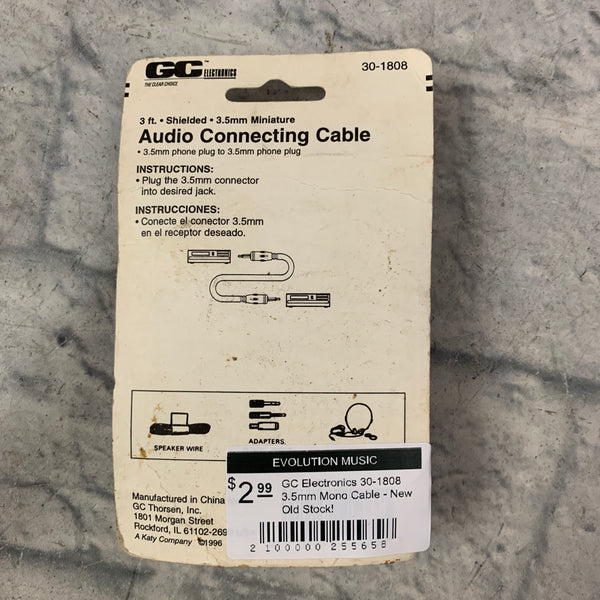 GC ELECTRONICS™
THE CLEAR CHOICE
30-1808
3 ft. • Shielded • 3.5mm Miniature
Audio Connecting Cable
• 3.5mm phone plug to 3.5mm phone plug
INSTRUCTIONS:
• Plug the 3.5mm connector
into desired jack.
INSTRUCCIONES:
• Conecte el conector 3.5mm
en el receptor deseado.
SPEAKER WIRE
ADAPTERS
EVOLUTION MUSIC
$2.99
GC Electronics 30-1808
3.5mm Mono Cable - New
Old Stock!
2 100000 255658
Manufactured in China
GC Thorsen, Inc.
1801 Morgan Street
Rockford, IL 61102-269
A Katy Company ©1996